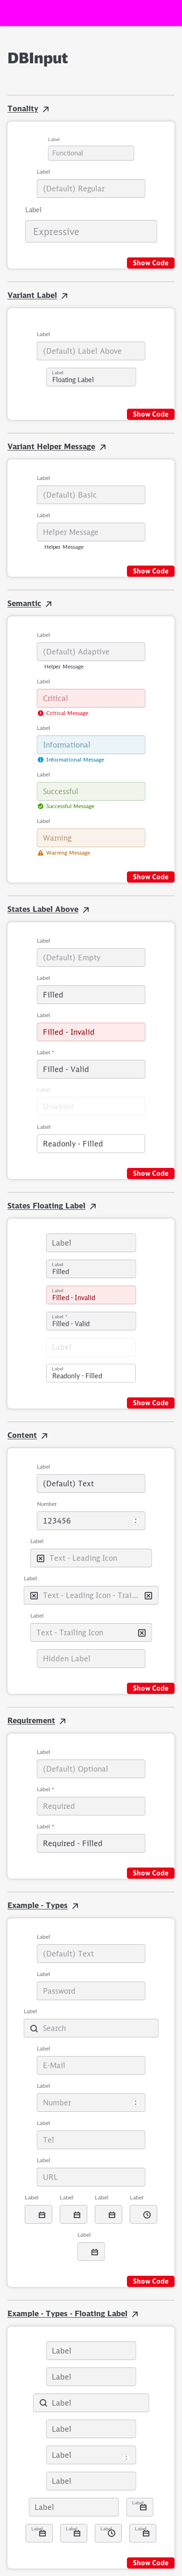 DBInput
Tonality
Label
Functional
Label
(Default) Regular
Label
Expressive
Show Code
Variant Label
Label
(Default) Label Above
Label
Floating Label
Show Code
Variant Helper Message
Label
(Default) Basic
Label
Helper Message
Helper Message
Show Code
Semantic
Label
(Default) Adaptive
Helper Message
Label
Critical
Critical Message
Label
Informational
Informational Message
Label
Successful
Successful Message
Label
Warning
Warning Message
Show Code
States Label Above
Label
(Default) Empty
Label
Filled
Label
Filled - Invalid
Label *
Filled - Valid
Label
Disabled
Label
Readonly - Filled
Show Code
States Floating Label
Label
Label
Filled
Label
Filled - Invalid
Label *
Filled - Valid
Label
Label
Readonly - Filled
Show Code
Content
Label
(Default) Text
Number
123456
Label
Text - Leading Icon
Label
Text - Leading Icon - Trai...
Label
Text - Trailing Icon
Hidden Label
Show Code
Requirement
Label
(Default) Optional
Label *
Required
Label *
Required - Filled
Show Code
Example - Types
Label
(Default) Text
Label
Password
Label
Search
Label
E-Mail
Label
Number
Label
Tel
Label
URL
Label Label Label Label
Label
Show Code
Example - Types - Floating Label
Label
Label
Label
Label
Label
Label
Label Label
Label Label Label Label
Show Code